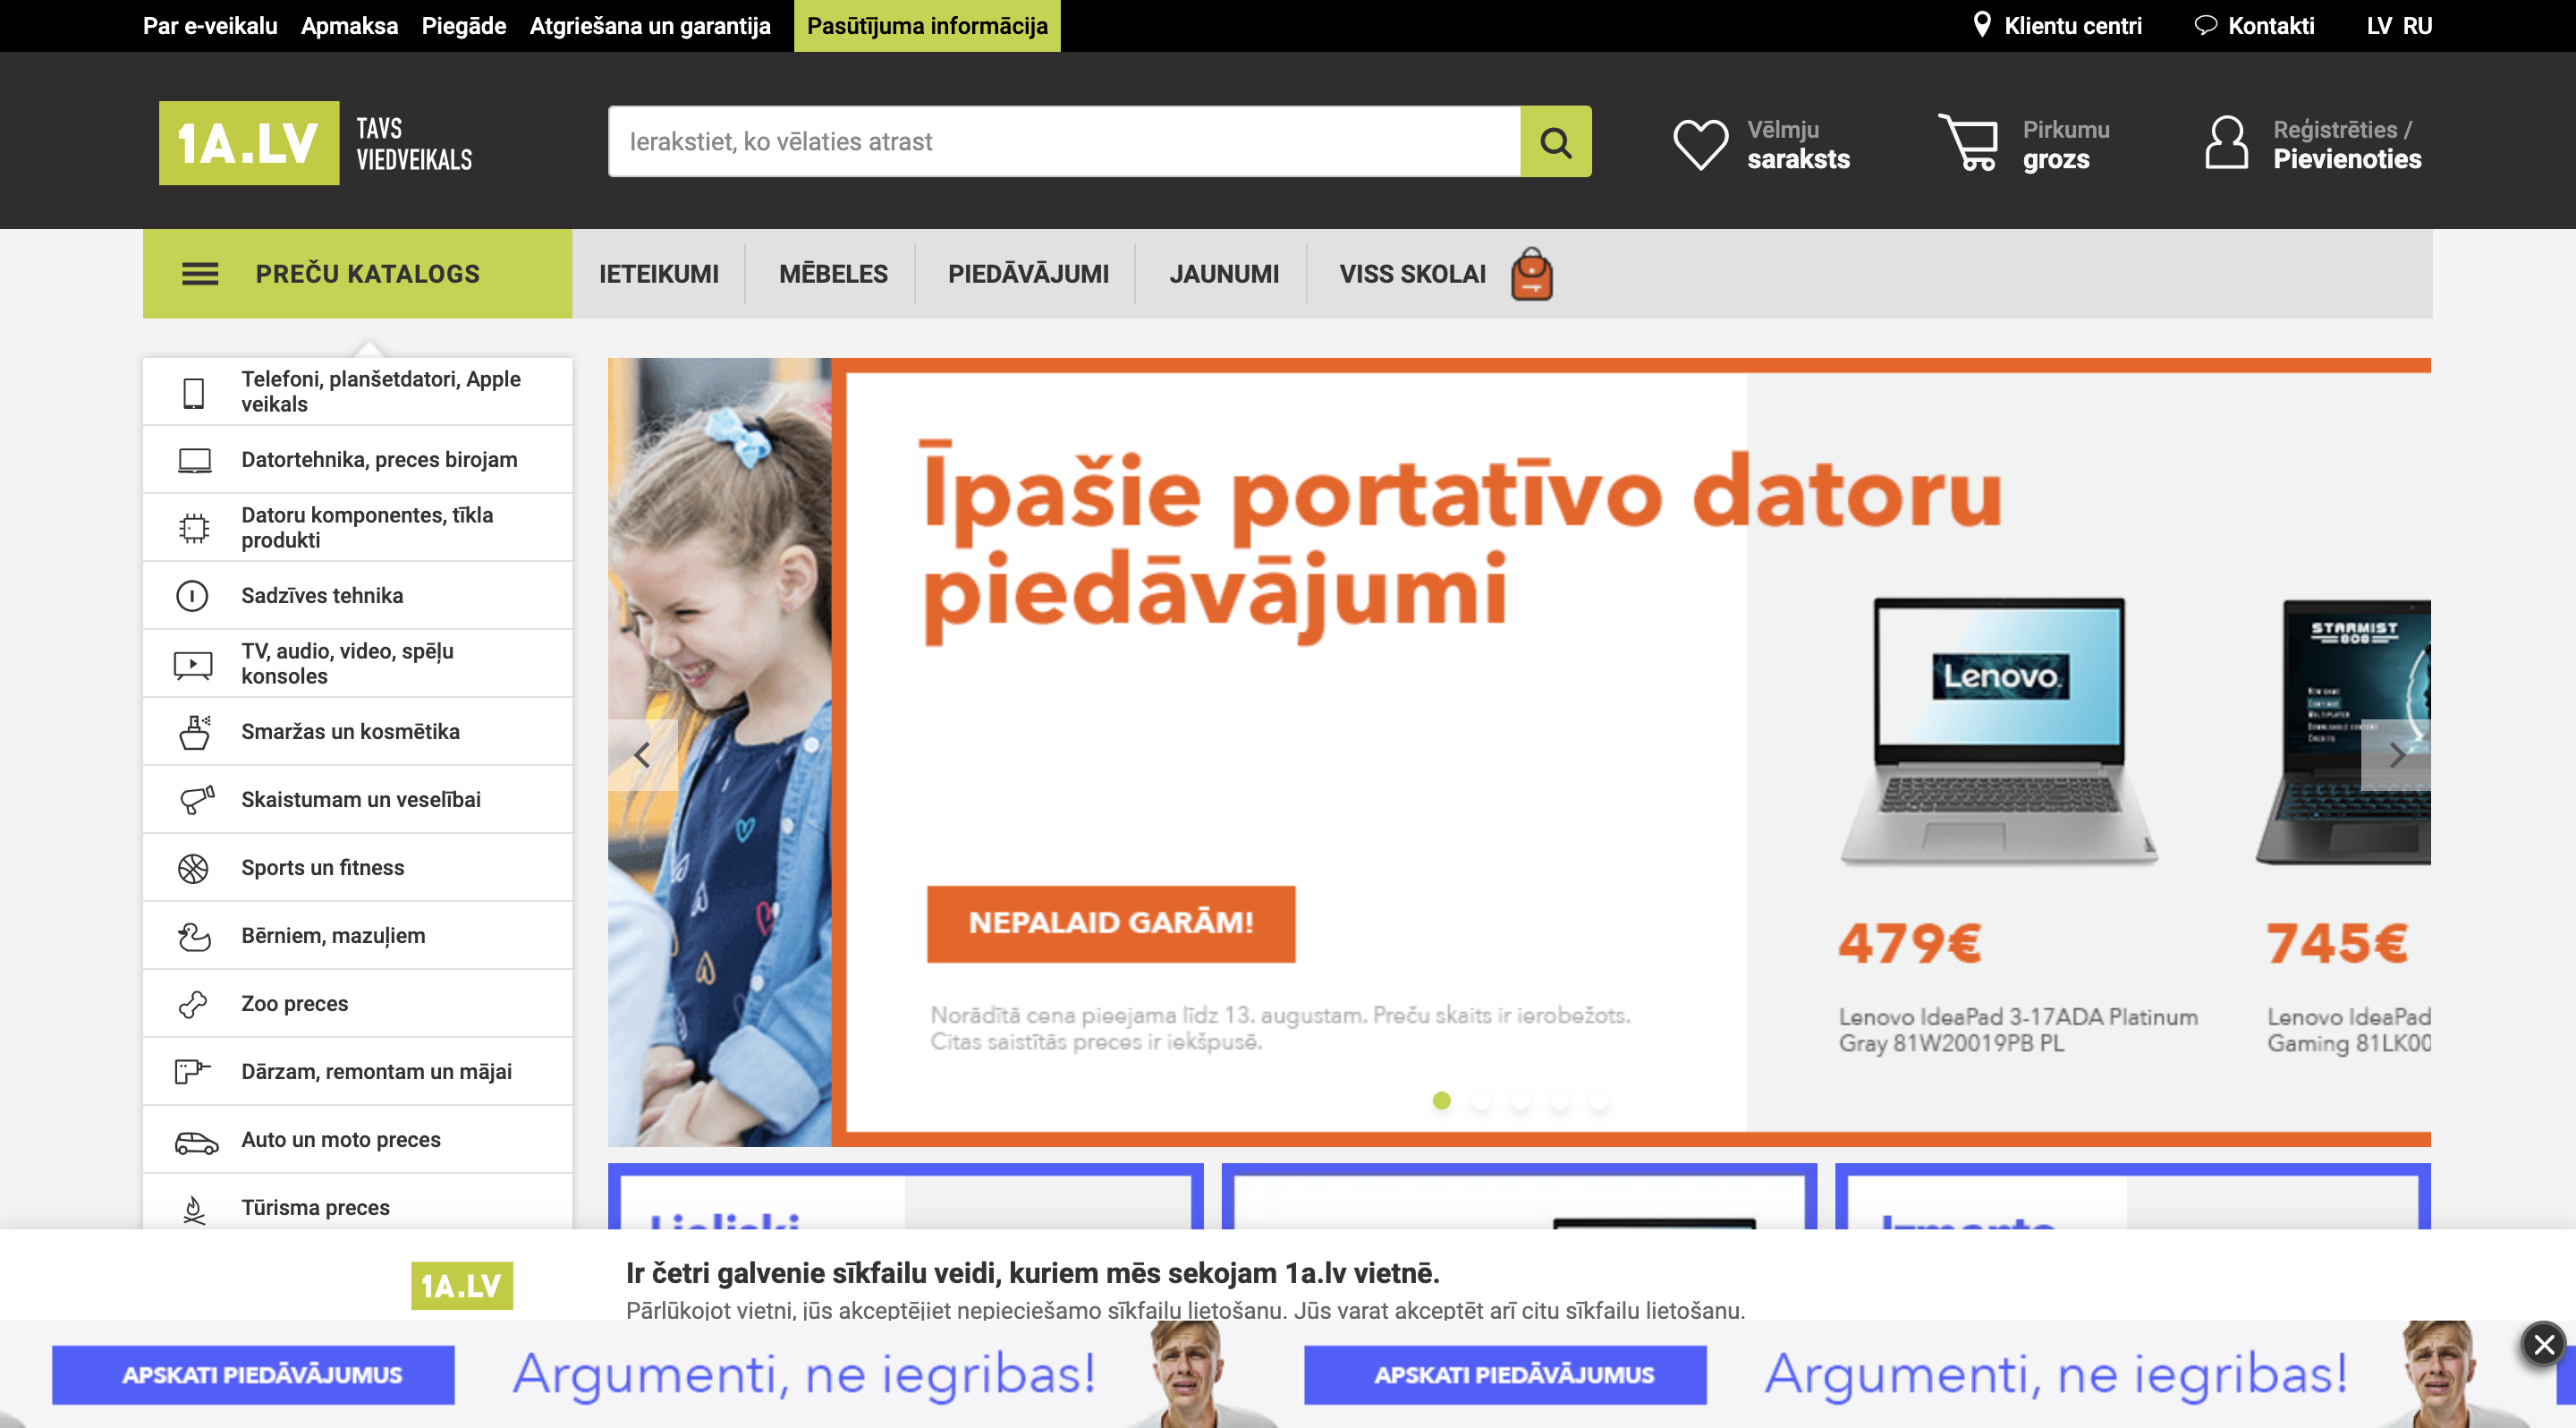 Par e-veikalu Apmaksa Piegāde Atgriešana un garantija Pasūtījuma informācija Klientu centri Kontakti LV RU
1A.LV
TAVS
VIEDVEIKALS
Ierakstiet, ko vēlaties atrast
Vēlmju
saraksts
Pirkumu
grozs
Reģistrēties /
Pievienoties
PREČU KATALOGS IETEIKUMI MĒBELES PIEDĀVĀJUMI JAUNUMI VISS SKOLAI
Telefoni, planšetdatori, Apple
veikals
Datortehnika, preces birojam
Datoru komponentes, tīkla
produkti
Sadzīves tehnika
TV, audio, video, spēļu
konsoles
Smaržas un kosmētika
Skaistumam un veselībai
Sports un fitness
Bērniem, mazuļiem
Zoo preces
Dārzam, remontam un mājai
Auto un moto preces
Tūrisma preces
Īpašie portatīvo datoru
piedāvājumi
NEPALAID GARĀM!
Norādītā cena pieejama līdz 13. augustam. Preču skaits ir ierobežots.
Citas saistītās preces ir iekšpusē.
Lenovo
479€
Lenovo IdeaPad 3-17ADA Platinum
Gray 81W20019PB PL
STARMIST
808
745€
Lenovo IdeaPad
Gaming 81LK00
Lieliski
Izmanto
1A.LV
Ir četri galvenie sīkfailu veidi, kuriem mēs sekojam 1a.lv vietnē.
Pārlūkojot vietni, jūs akceptējiet nepieciešamo sīkfailu lietošanu. Jūs varat akceptēt arī citu sīkfailu lietošanu.
APSKATI PIEDĀVĀJUMUS Argumenti, ne iegribas! APSKATI PIEDĀVĀJUMUS Argumenti, ne iegribas!